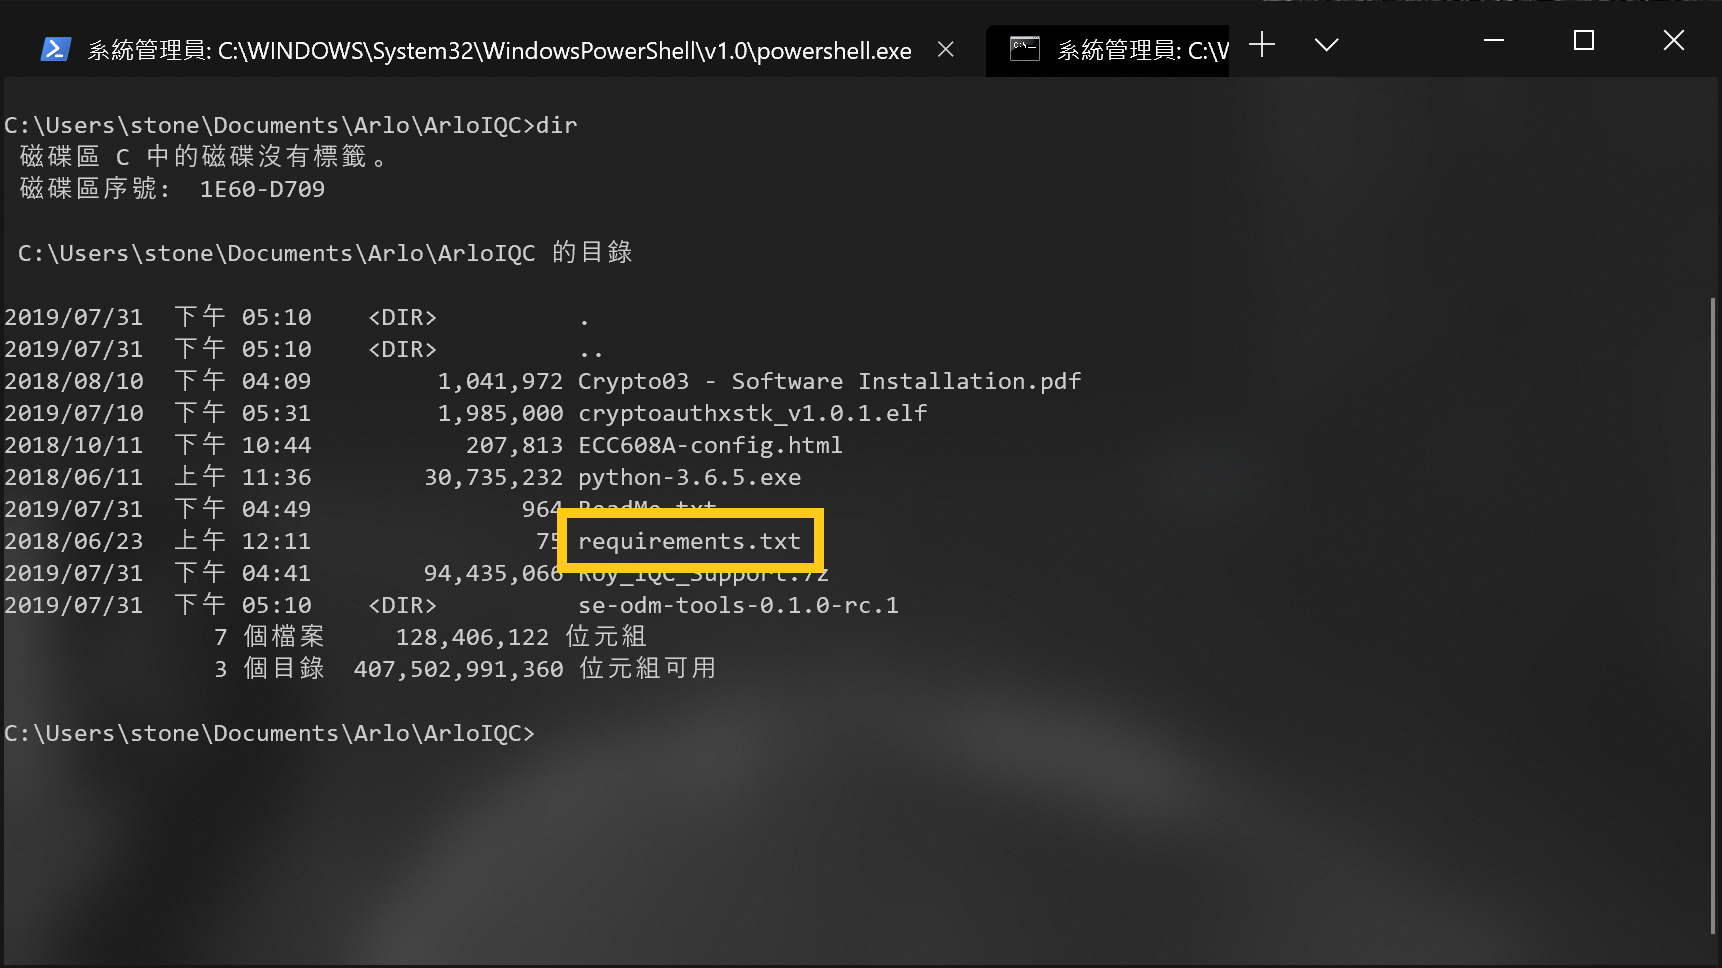 系統管理員: C:\WINDOWS\System32\WindowsPowerShell\v1.0\powershell.exe
系統管理員: C:\W
C:\Users\stone\Documents\Arlo\ArloIQC>dir
磁碟區 C 中的磁碟沒有標籤。
磁碟區序號: 1E60-D709
C:\Users\stone\Documents\Arlo\ArloIQC 的目錄
2019/07/31 下午 05:10 <DIR> .
2019/07/31 下午 05:10 <DIR> ..
2018/08/10 下午 04:09 1,041,972 Crypto03 - Software Installation.pdf
2019/07/10 下午 05:31 1,985,000 cryptoauthxstk_v1.0.1.elf
2018/10/11 下午 10:44 207,813 ECC608A-config.html
2018/06/11 上午 11:36 30,735,232 python-3.6.5.exe
2019/07/31 下午 04:49 964 ReadMe.txt
2018/06/23 上午 12:11 75 requirements.txt
2019/07/31 下午 04:41 94,435,066 Roy_IQC_Support.7z
2019/07/31 下午 05:10 <DIR> se-odm-tools-0.1.0-rc.1
7 個檔案 128,406,122 位元組
3 個目錄 407,502,991,360 位元組可用
C:\Users\stone\Documents\Arlo\ArloIQC>